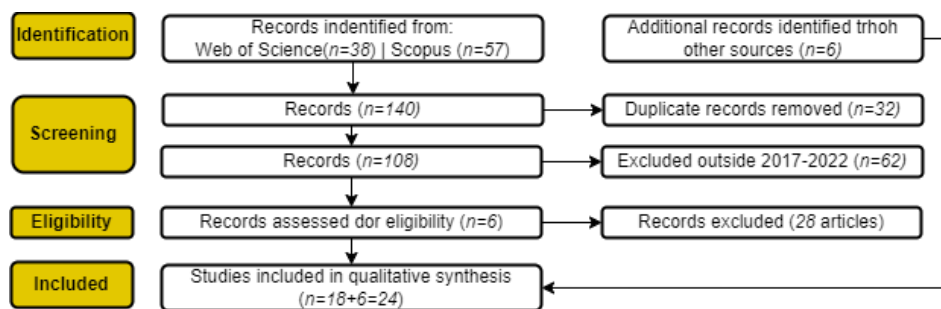 Identification
Records indentified from:
Web of Science(n=38) | Scopus (n=57)
Additional records identified trhoh
other sources (n=6)
Screening
Records (n=140)
Duplicate records removed (n=32)
Records (n=108)
Excluded outside 2017-2022 (n=62)
Eligibility
Records assessed dor eligibility (n=6)
Records excluded (28 articles)
Included
Studies included in qualitative synthesis
(n=18+6=24)